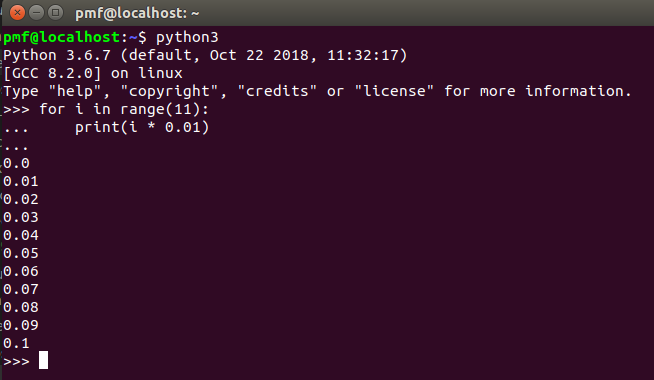 pmf@localhost: ~
pmf@localhost:~$ python3
Python 3.6.7 (default, Oct 22 2018, 11:32:17)
[GCC 8.2.0] on linux
Type "help", "copyright", "credits" or "license" for more information.
>>> for i in range(11):
...     print(i * 0.01)
...
0.0
0.01
0.02
0.03
0.04
0.05
0.06
0.07
0.08
0.09
0.1
>>>